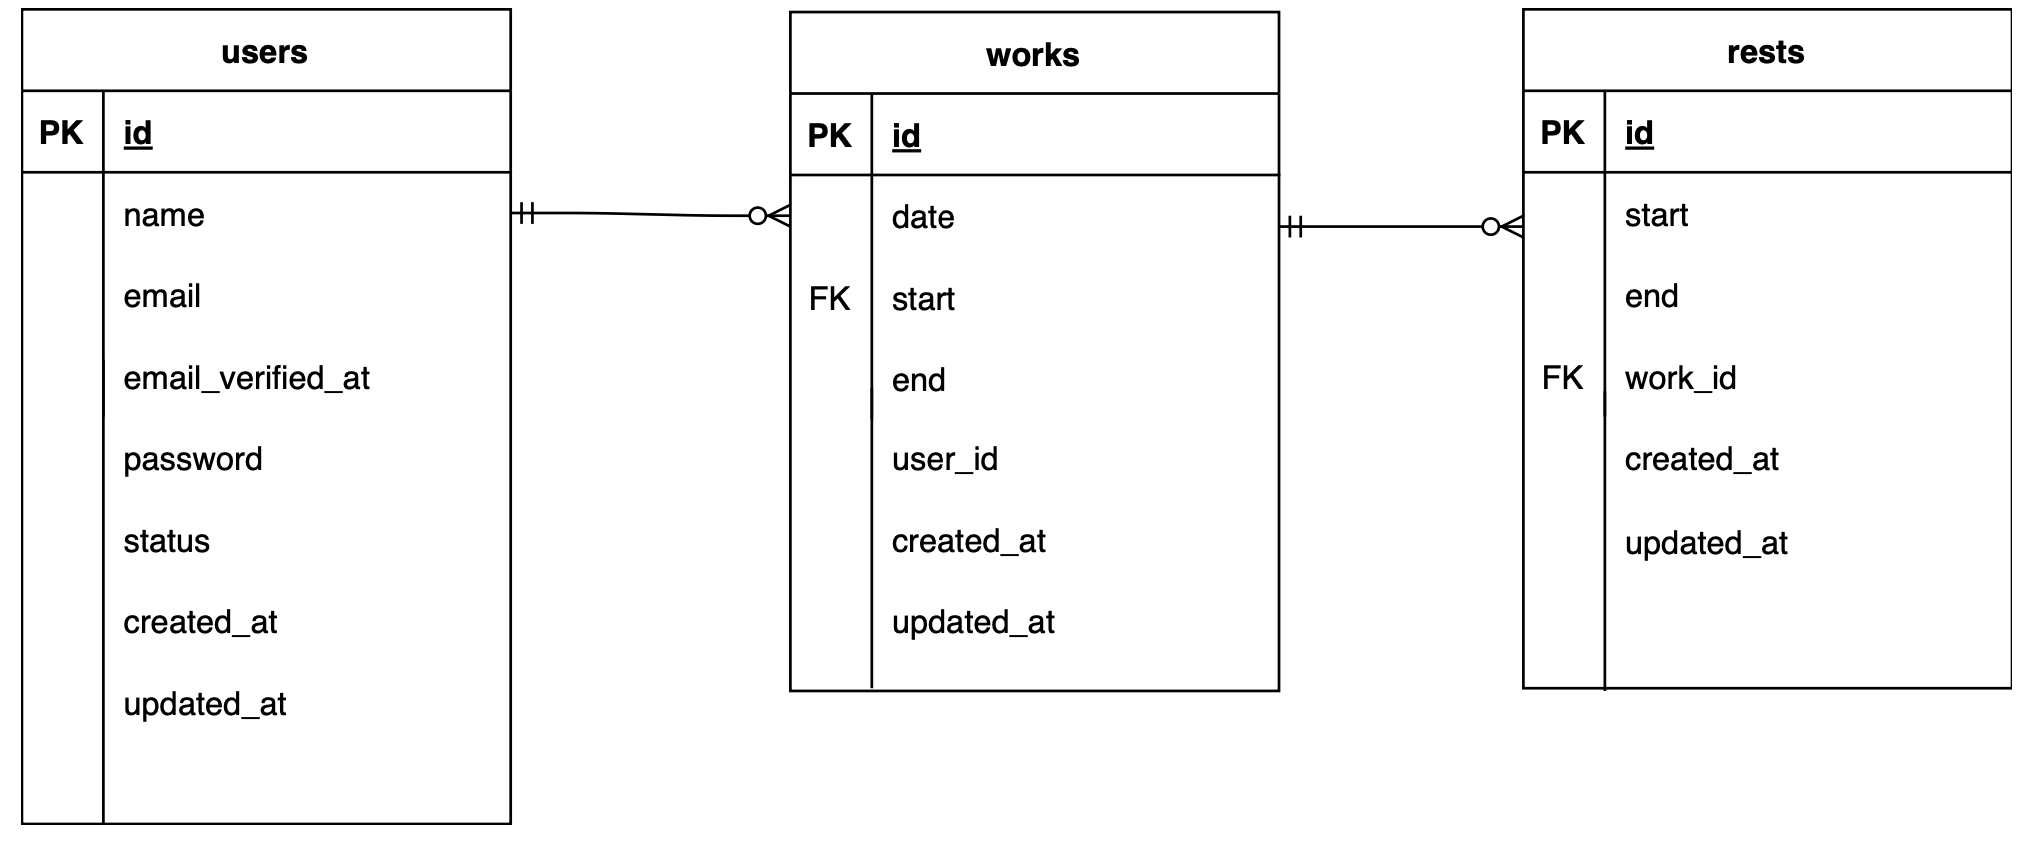 users
PK id
name
email
email_verified_at
password
status
created_at
updated_at
works
PK id
date
FK start
end
user_id
created_at
updated_at
rests
PK id
start
end
FK work_id
created_at
updated_at